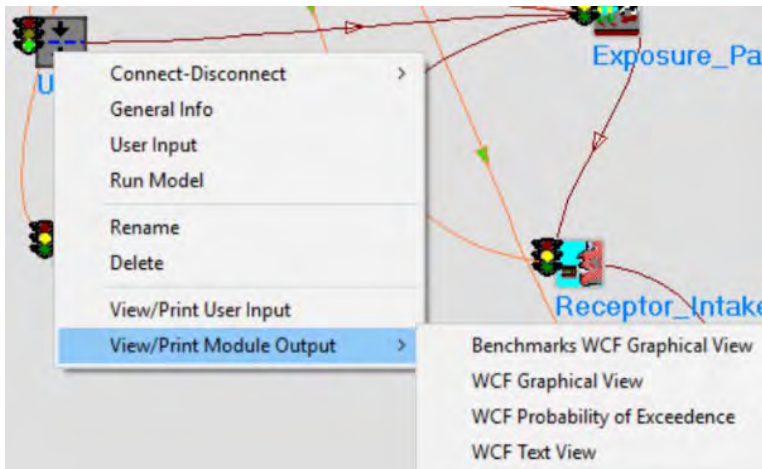 Exposure_Pa
U
Connect-Disconnect
General Info
User Input
Run Model
Rename
Delete
View/Print User Input
View/Print Module Output
Receptor_Intake
Benchmarks WCF Graphical View
WCF Graphical View
WCF Probability of Exceedence
WCF Text View